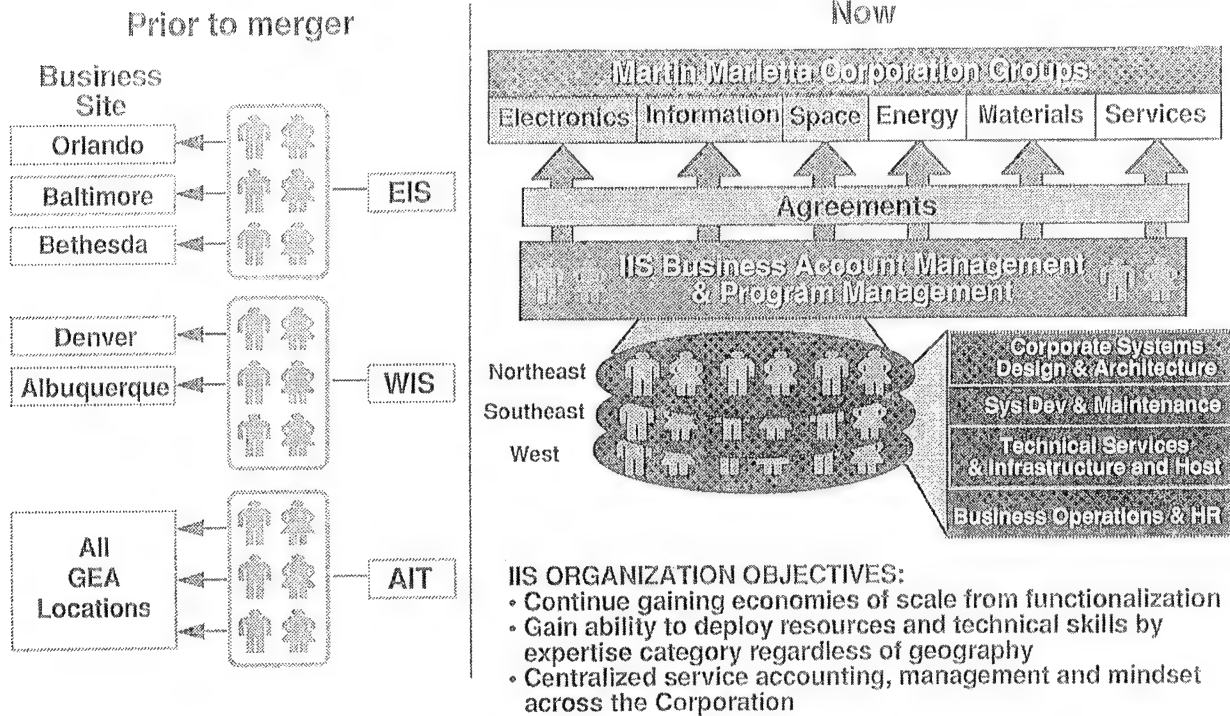 Prior to merger
Business
Site
Orlando
Baltimore
Bethesda
EIS
Denver
Albuquerque
WIS
All
GEA
Locations
AIT
Now
Martin Marietta Corporation Groups
Electronics
Information
Space
Energy
Materials
Services
Agreements
IIS Business Account Management
& Program Management
Northeast
Southeast
West
Corporate Systems
Design & Architecture
Sys Dev & Maintenance
Technical Services
& Infrastructure and Host
Business Operations & HR
IIS ORGANIZATION OBJECTIVES:
• Continue gaining economies of scale from functionalization
• Gain ability to deploy resources and technical skills by
expertise category regardless of geography
• Centralized service accounting, management and mindset
across the Corporation